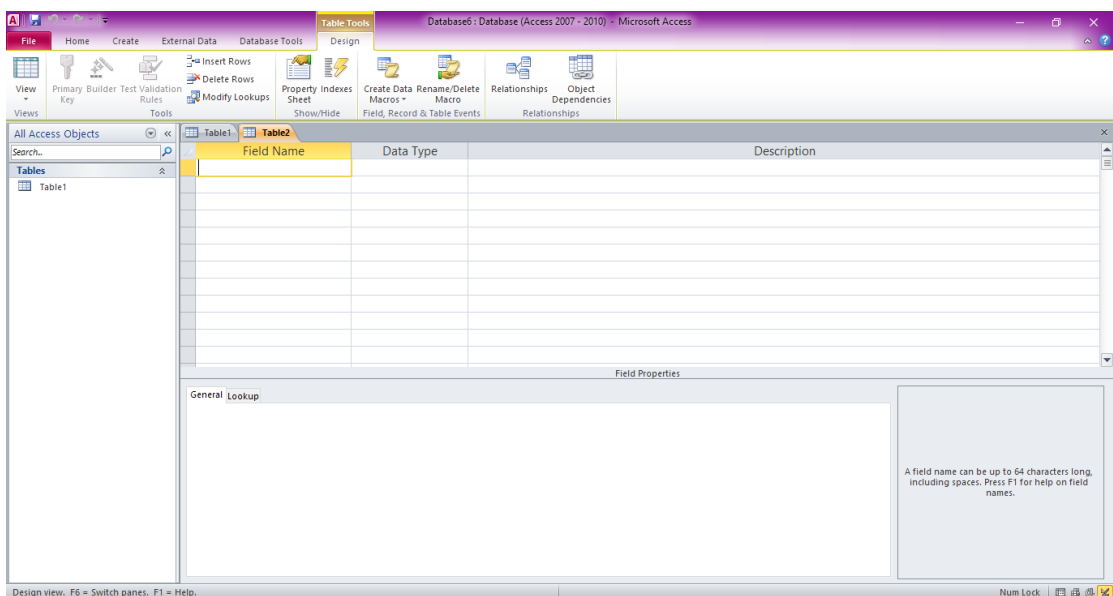 A
Table Tools
Database6 : Database (Access 2007 - 2010) - Microsoft Access
File Home Create External Data Database Tools Design
View
Views
Primary Key
Builder
Test Validation Rules
Insert Rows
Delete Rows
Modify Lookups
Tools
Property Sheet
Indexes
Show/Hide
Create Data Macros
Rename/Delete Macro
Field, Record & Table Events
Relationships
Object Dependencies
Relationships
All Access Objects
Search...
Tables
Table1
Table1 Table2
Field Name Data Type Description
Field Properties
General Lookup
A field name can be up to 64 characters long,
including spaces. Press F1 for help on field
names.
Design view. F6 = Switch panes. F1 = Help.
Num Lock